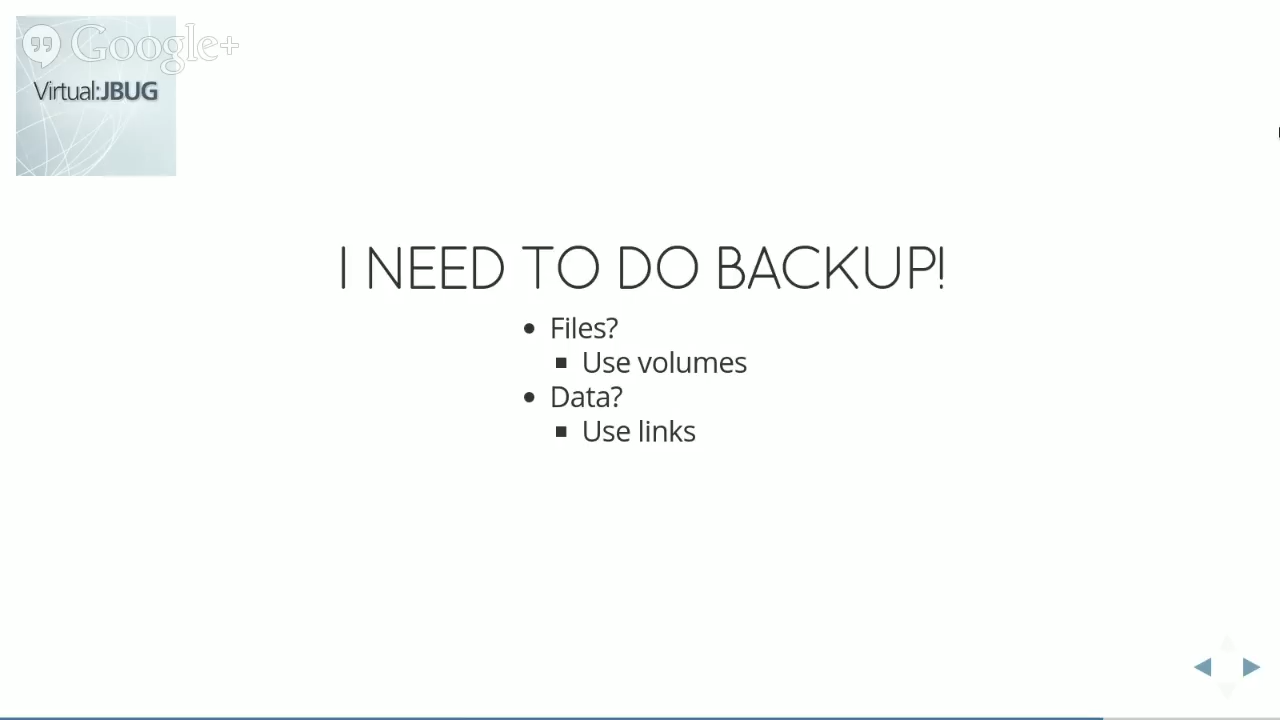 Google+
Virtual:JBUG
I NEED TO DO BACKUP!
Files?
Use volumes
Data?
Use links